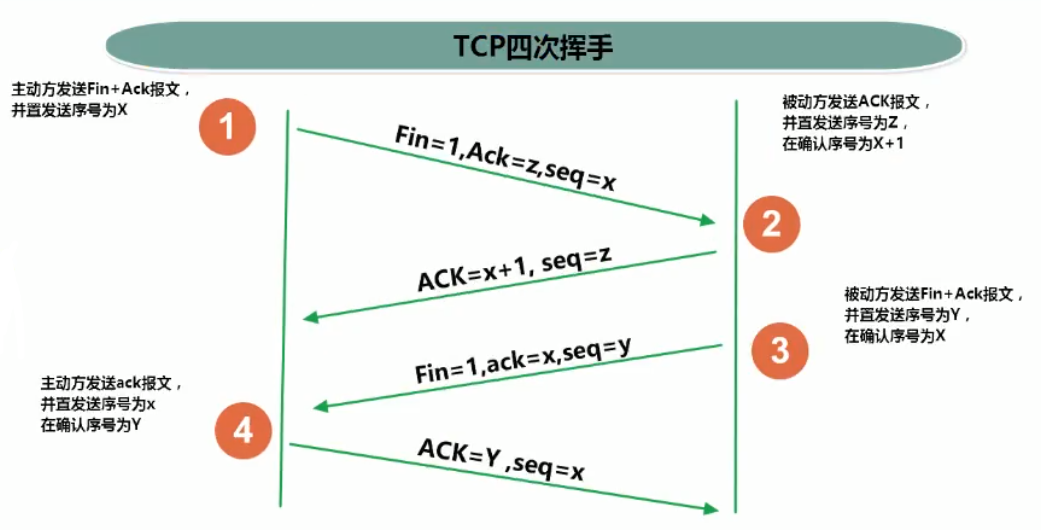 TCP四次挥手
主动方发送Fin+Ack报文，
并置发送序号为X
1
Fin=1,Ack=z,seq=x
被动方发送ACK报文，
并置发送序号为Z，
在确认序号为X+1
2
ACK=x+1, seq=z
被动方发送Fin+Ack报文，
并置发送序号为Y，
在确认序号为X
3
Fin=1,ack=x,seq=y
主动方发送ack报文，
并置发送序号为x
在确认序号为Y
4
ACK=Y ,seq=x